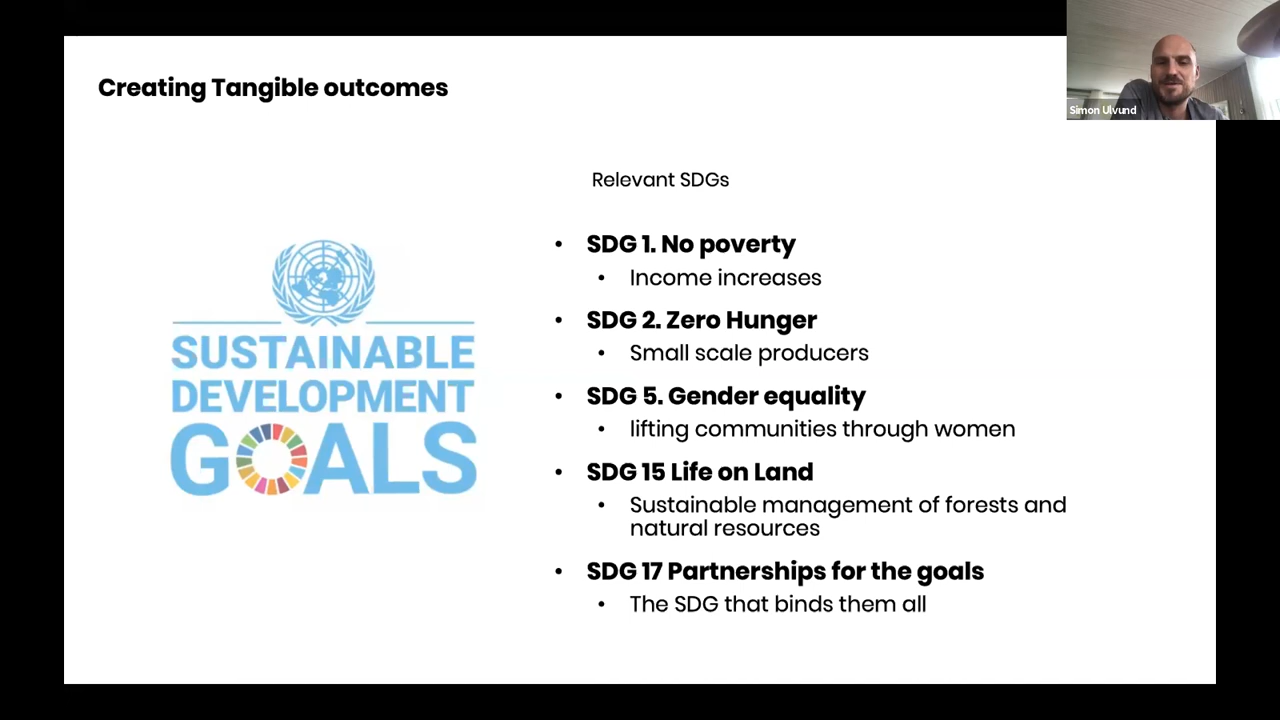 Creating Tangible outcomes
Simon Ulvund
Relevant SDGs
SUSTAINABLE
DEVELOPMENT
GOALS
• SDG 1. No poverty
• Income increases
• SDG 2. Zero Hunger
• Small scale producers
• SDG 5. Gender equality
• lifting communities through women
• SDG 15 Life on Land
• Sustainable management of forests and
natural resources
• SDG 17 Partnerships for the goals
• The SDG that binds them all